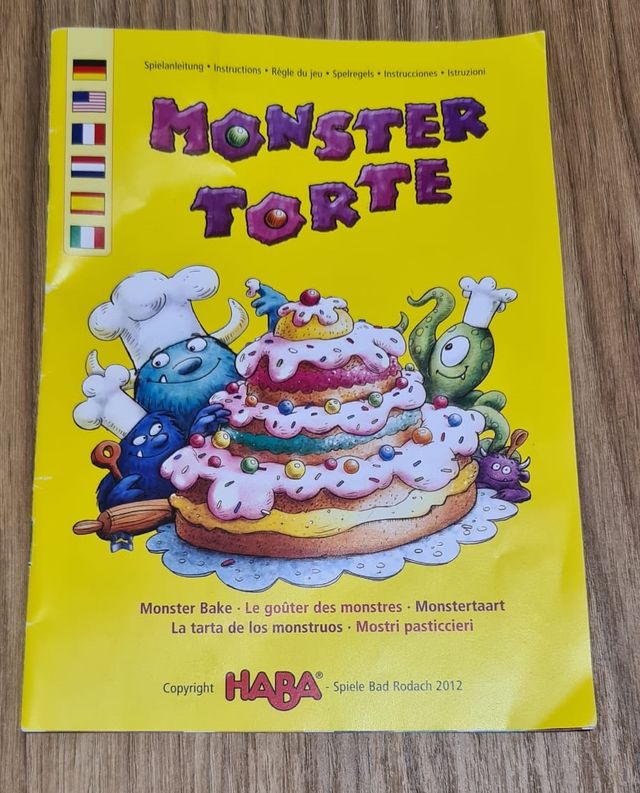 Spielanleitung • Instructions • Règle du jeu • Spelregels • Instrucciones • Istruzioni
MONSTER
TORTE
Monster Bake · Le goûter des monstres · Monstertaart
La tarta de los monstruos · Mostri pasticcieri
Copyright HABA® - Spiele Bad Rodach 2012